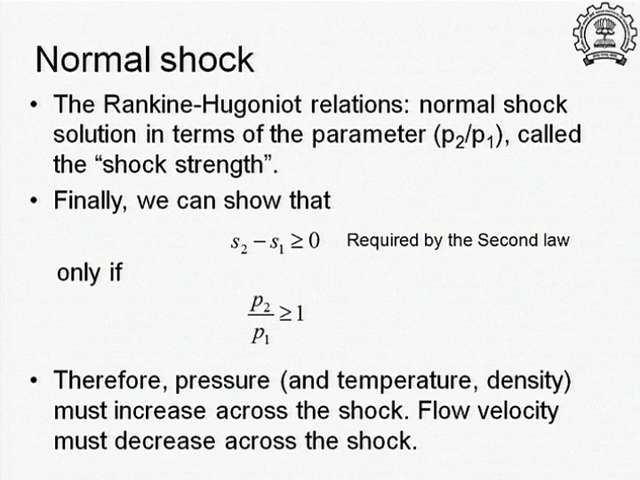 Normal shock
• The Rankine-Hugoniot relations: normal shock
solution in terms of the parameter (p₂/p₁), called
the “shock strength”.
• Finally, we can show that
s₂ − s₁ ≥ 0 Required by the Second law
only if
p₂/p₁ ≥ 1
• Therefore, pressure (and temperature, density)
must increase across the shock. Flow velocity
must decrease across the shock.